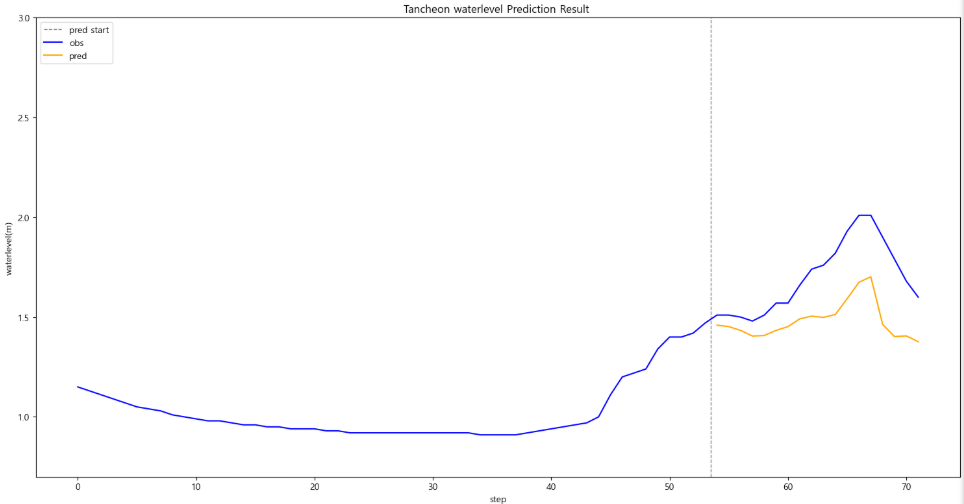 Tancheon waterlevel Prediction Result
pred start
obs
pred
3.0
2.5
2.0
1.5
1.0
waterlevel(m)
0 10 20 30 40 50 60 70
step